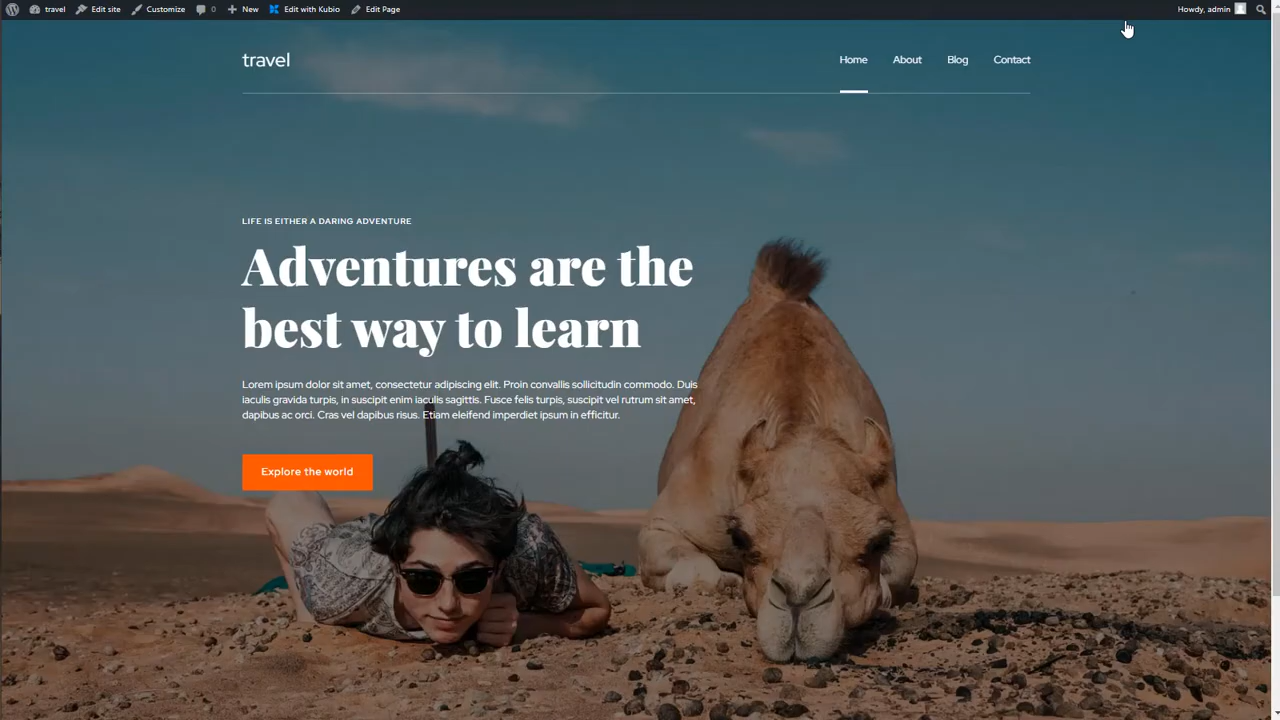 travel Edit site Customize 0 New Edit with Kubio Edit Page Howdy, admin
travel Home About Blog Contact
LIFE IS EITHER A DARING ADVENTURE
Adventures are the
best way to learn
Lorem ipsum dolor sit amet, consectetur adipiscing elit. Proin convallis sollicitudin commodo. Duis
iaculis gravida turpis, in suscipit enim iaculis sagittis. Fusce felis turpis, suscipit vel rutrum sit amet,
dapibus ac orci. Cras vel dapibus risus. Etiam eleifend imperdiet ipsum in efficitur.
Explore the world